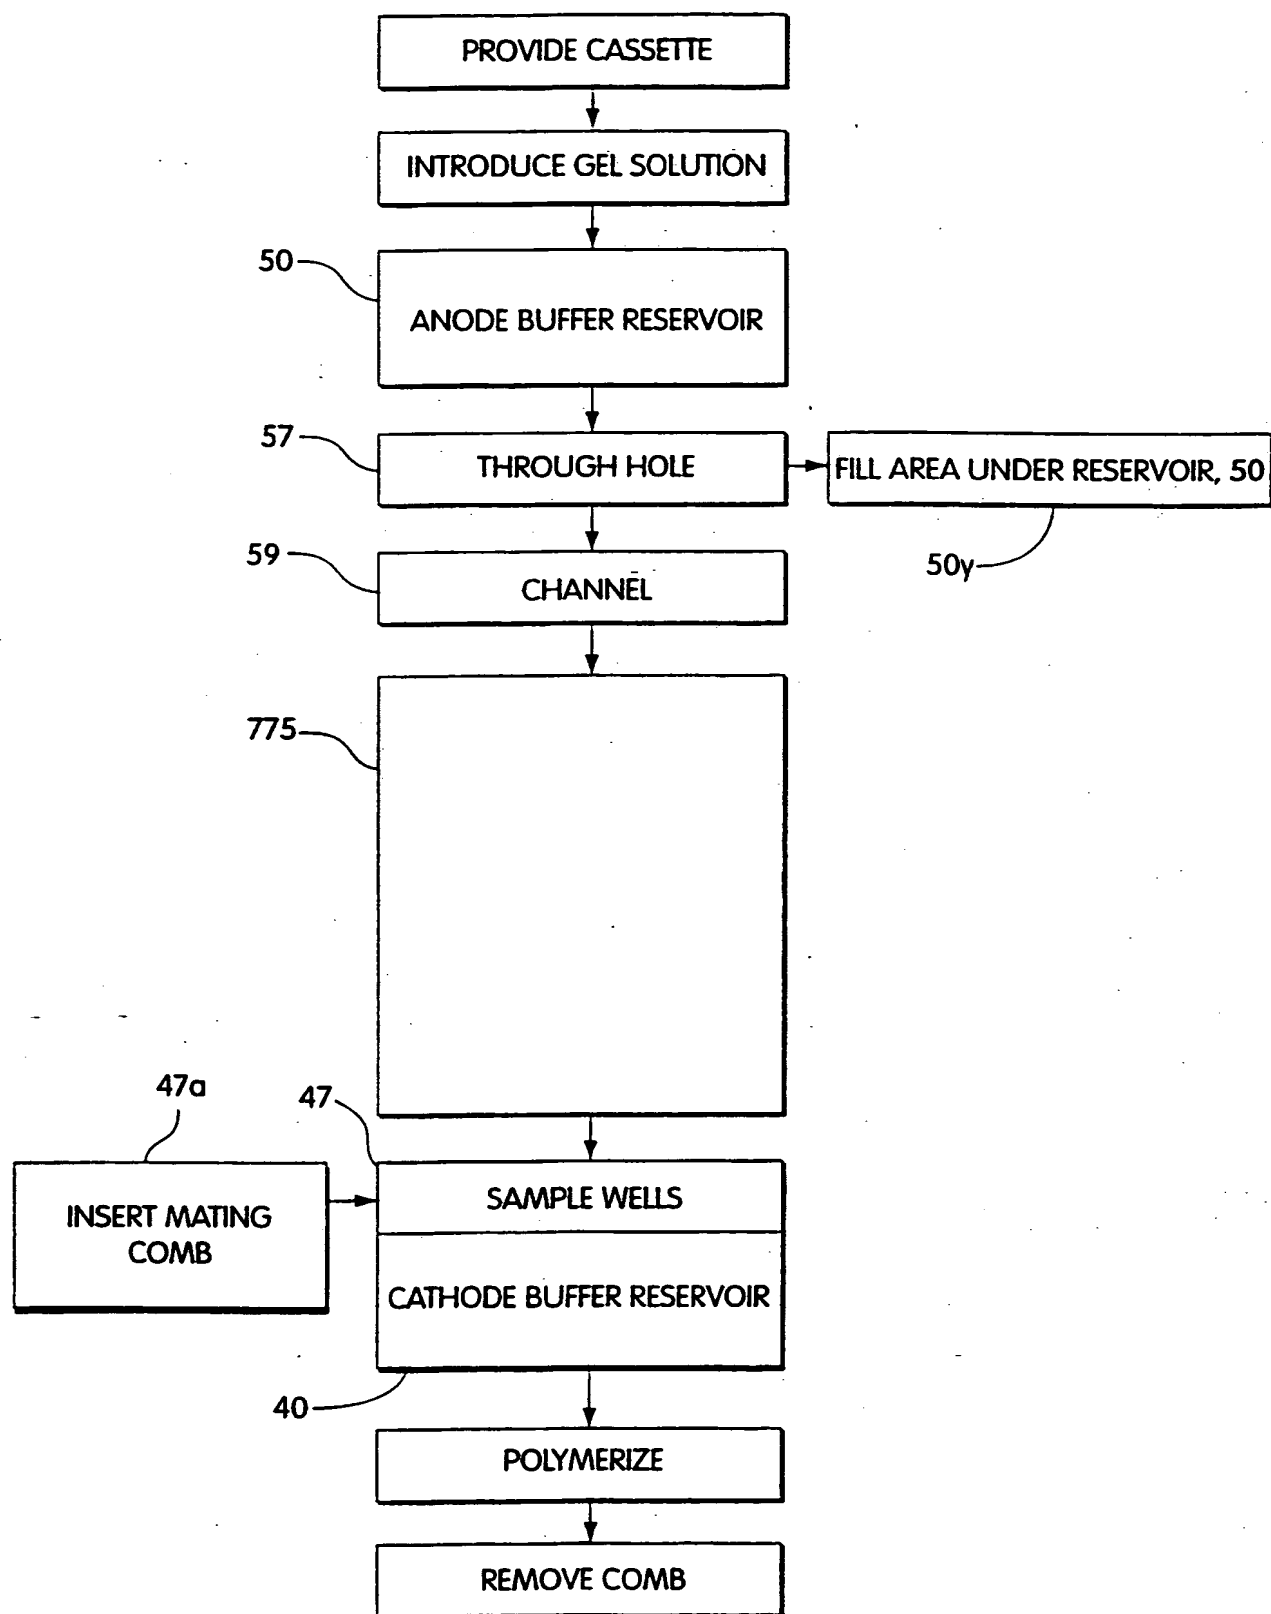 PROVIDE CASSETTE
INTRODUCE GEL SOLUTION
50
ANODE BUFFER RESERVOIR
57
THROUGH HOLE
FILL AREA UNDER RESERVOIR, 50
59
CHANNEL
50y
775
47a
47
INSERT MATING
COMB
SAMPLE WELLS
CATHODE BUFFER RESERVOIR
40
POLYMERIZE
REMOVE COMB